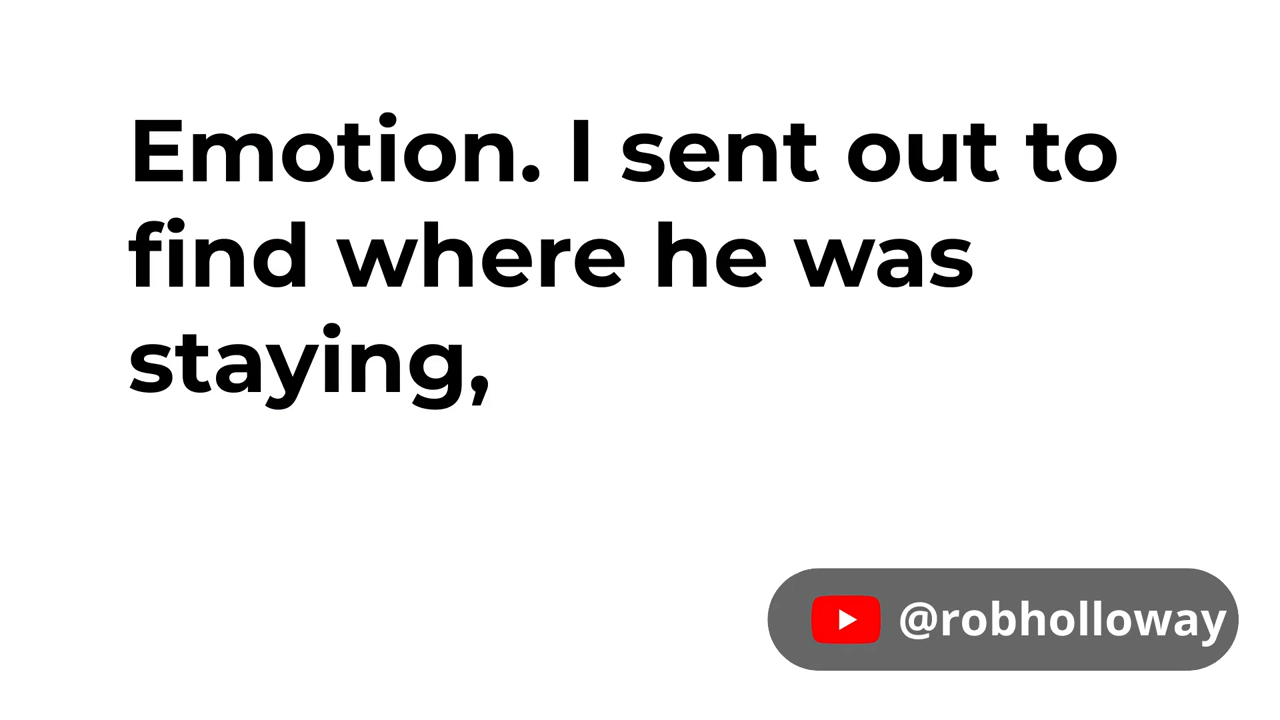 Emotion. I sent out to
find where he was
staying,
@robholloway